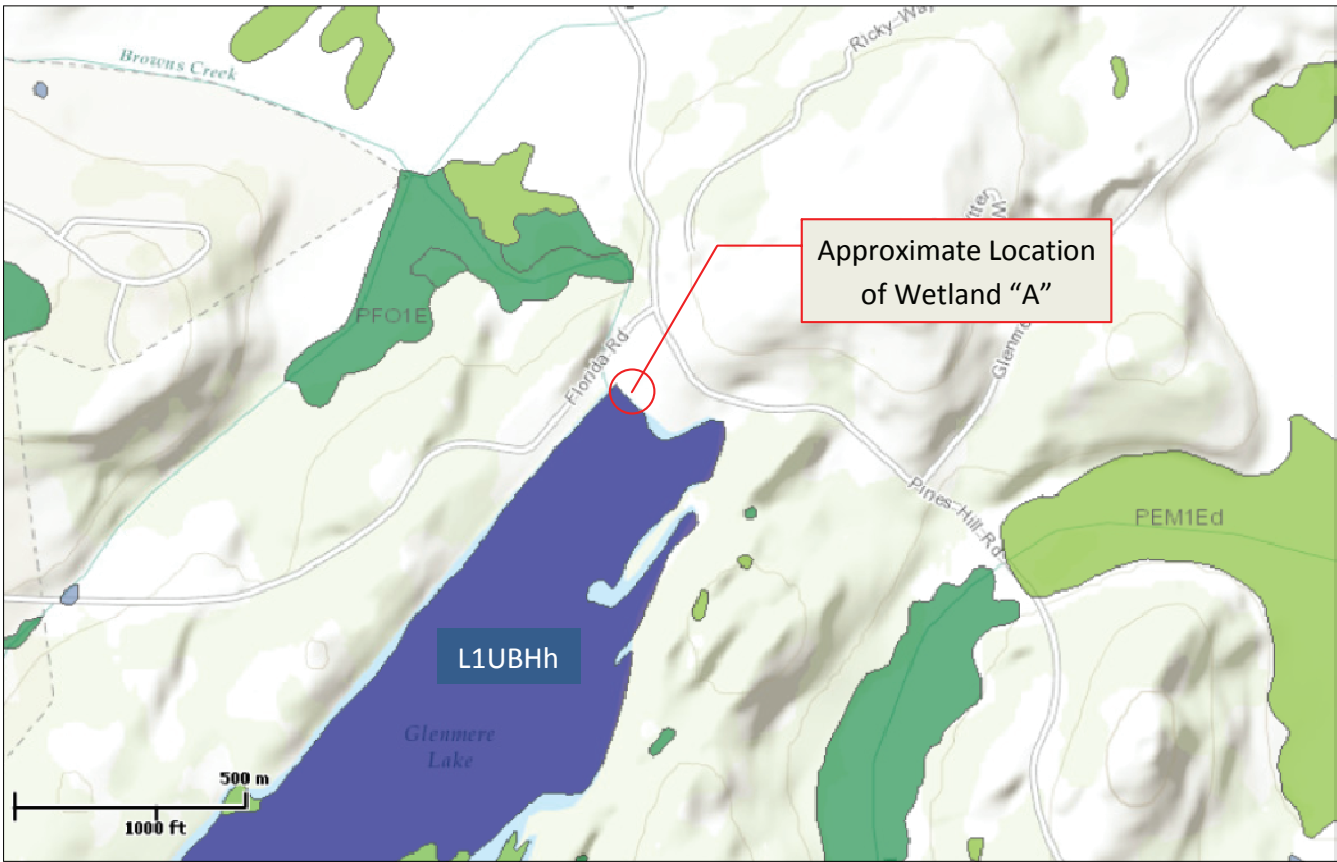 Browns Creek
Ricky Way
Approximate Location
of Wetland “A”
PFO1E
Florida Rd
Pines Hill Rd
PEM1Ed
L1UBHh
Glenmere
Lake
500 m
1000 ft